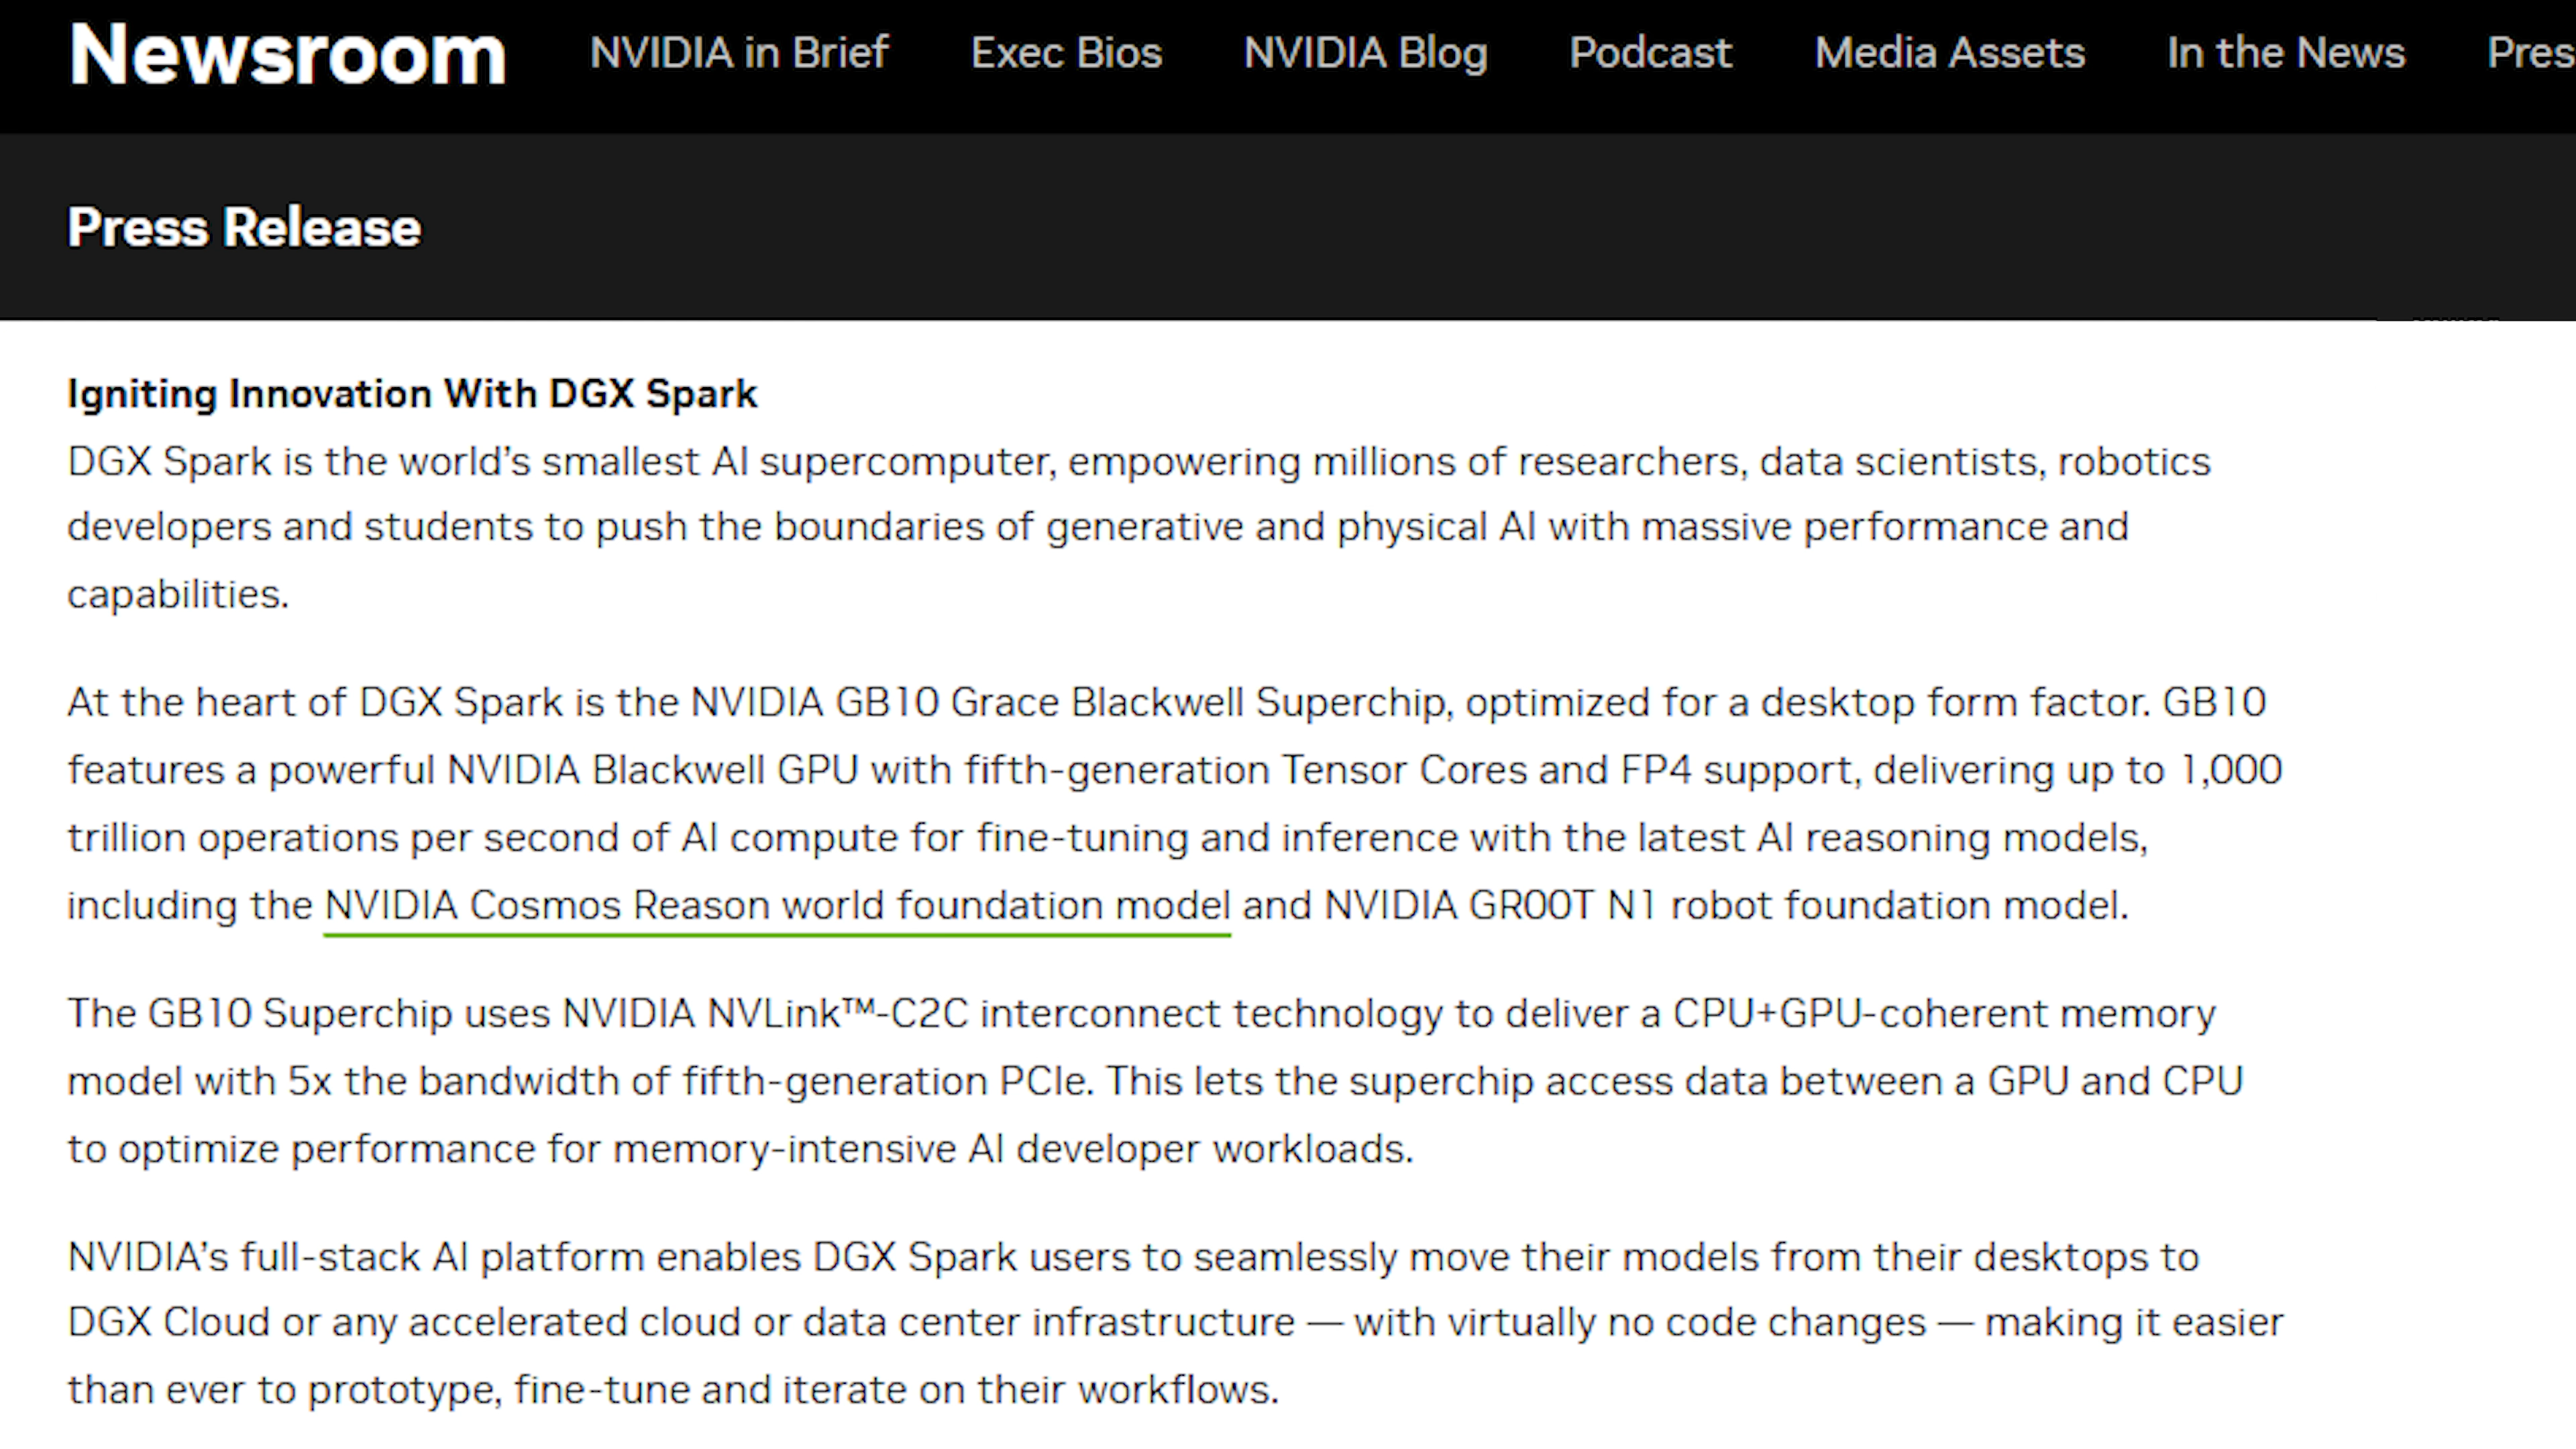 Newsroom NVIDIA in Brief Exec Bios NVIDIA Blog Podcast Media Assets In the News Pres
Press Release
Igniting Innovation With DGX Spark
DGX Spark is the world’s smallest AI supercomputer, empowering millions of researchers, data scientists, robotics
developers and students to push the boundaries of generative and physical AI with massive performance and
capabilities.
At the heart of DGX Spark is the NVIDIA GB10 Grace Blackwell Superchip, optimized for a desktop form factor. GB10
features a powerful NVIDIA Blackwell GPU with fifth-generation Tensor Cores and FP4 support, delivering up to 1,000
trillion operations per second of AI compute for fine-tuning and inference with the latest AI reasoning models,
including the NVIDIA Cosmos Reason world foundation model and NVIDIA GR00T N1 robot foundation model.
The GB10 Superchip uses NVIDIA NVLink™-C2C interconnect technology to deliver a CPU+GPU-coherent memory
model with 5x the bandwidth of fifth-generation PCIe. This lets the superchip access data between a GPU and CPU
to optimize performance for memory-intensive AI developer workloads.
NVIDIA’s full-stack AI platform enables DGX Spark users to seamlessly move their models from their desktops to
DGX Cloud or any accelerated cloud or data center infrastructure — with virtually no code changes — making it easier
than ever to prototype, fine-tune and iterate on their workflows.